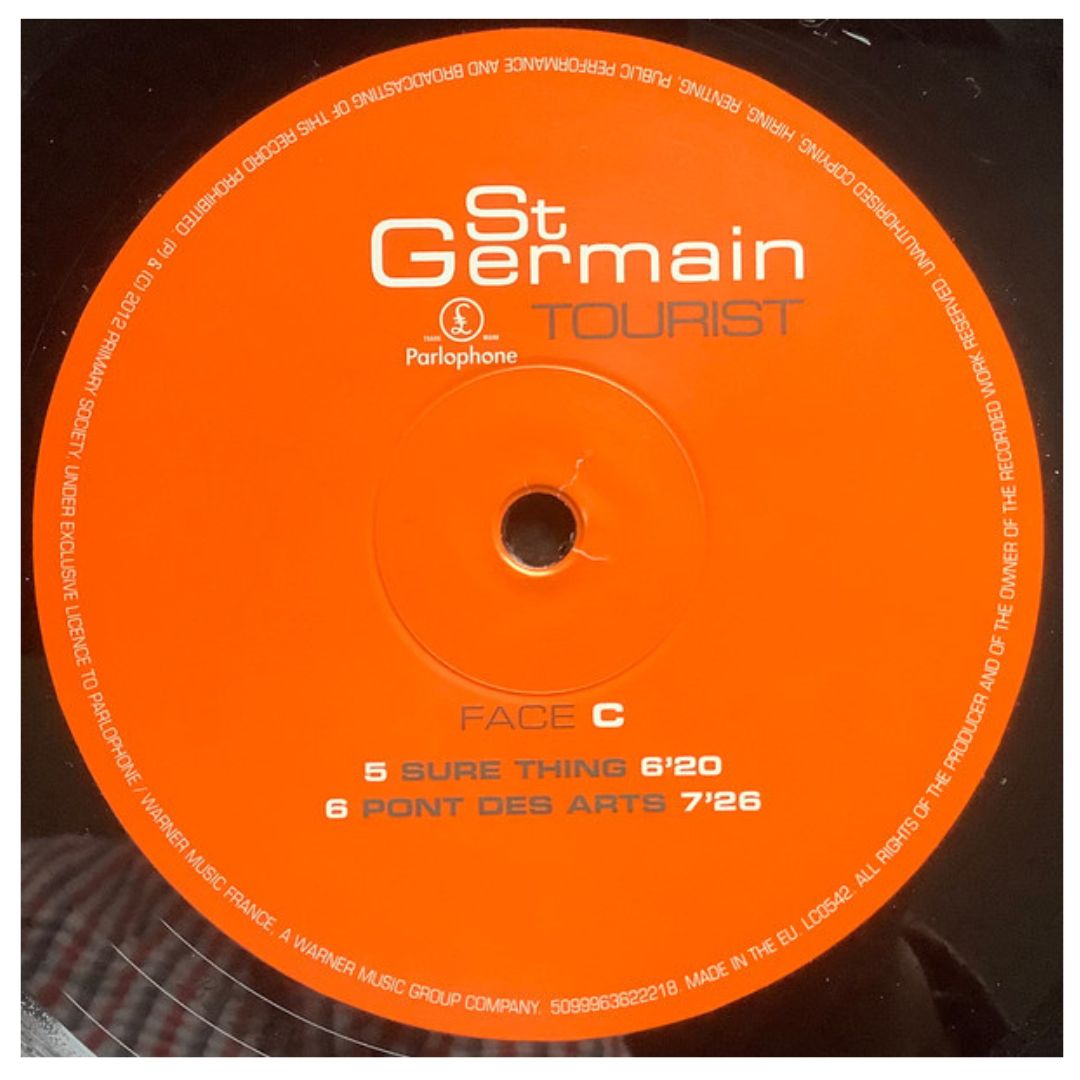 St
Germain
TOURIST
TRADE MARK
£
Parlophone
FACE C
5 SURE THING 6'20
6 PONT DES ARTS 7'26
(P) & (C) 2012 PRIMARY SOCIETY, UNDER EXCLUSIVE LICENCE TO PARLOPHONE / WARNER MUSIC FRANCE, A WARNER MUSIC GROUP COMPANY. 5099963622218. MADE IN THE EU. LC0542. ALL RIGHTS OF THE PRODUCER AND OF THE OWNER OF THE RECORDED WORK RESERVED. UNAUTHORISED COPYING, HIRING, RENTING, PUBLIC PERFORMANCE AND BROADCASTING OF THIS RECORD PROHIBITED.